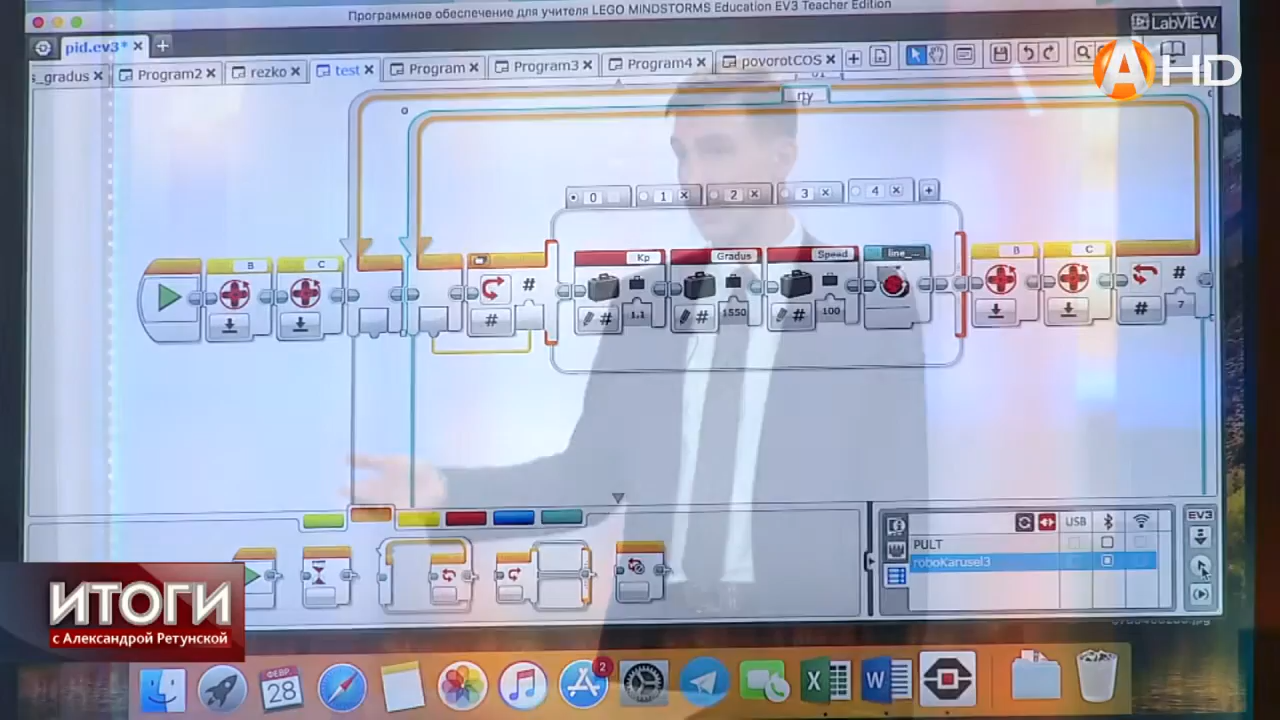 Программное обеспечение для учителя LEGO MINDSTORMS Education EV3 Teacher Edition
LabVIEW
pid.ev3*
s_gradus
Program2
rezko
test
Program
Program3
Program4
povorotCOS
A HD
rty
0 1 2 3 4
B C
Kp Gradus Speed line_...
B C
# #
# # 1.1 # 1550 # 100 # 7
EV3
USB
PULT
roboKarusel3
ИТОГИ
с Александрой Ретунской
ФЕВР.
28
2
X
W